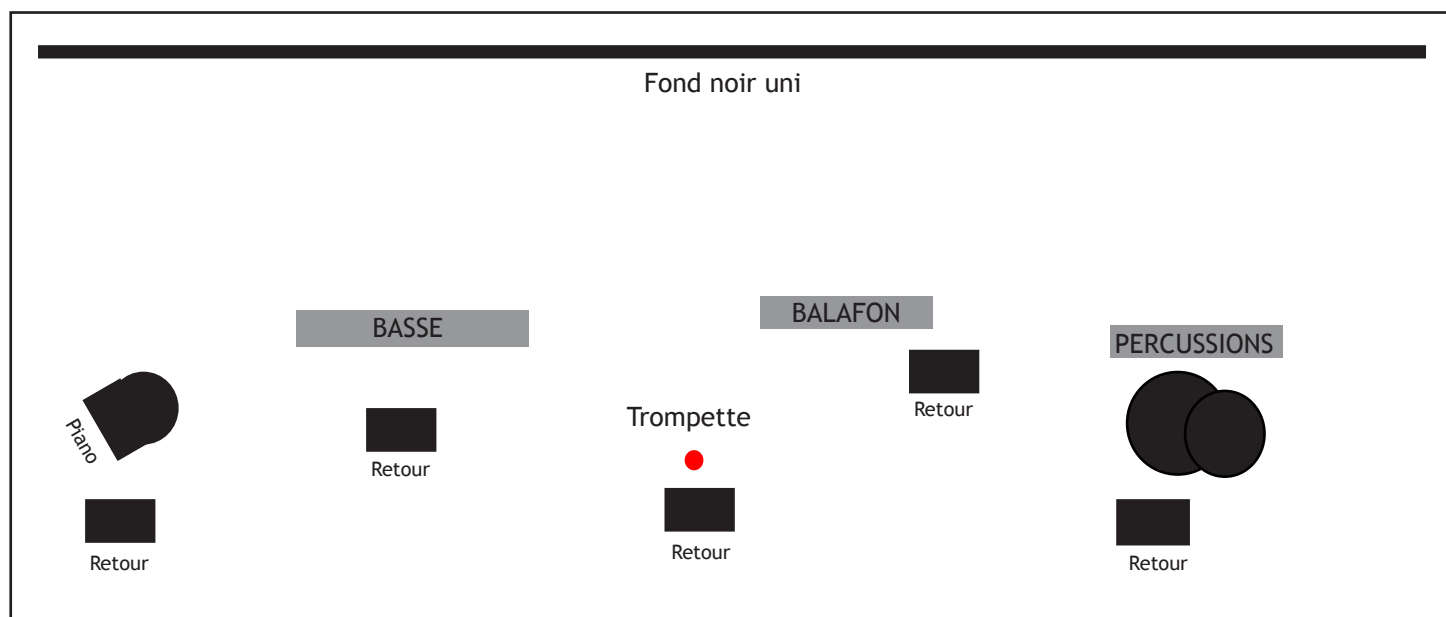 Fond noir uni
BASSE
BALAFON
PERCUSSIONS
Piano
Retour
Trompette
Retour
Retour
Retour
Retour